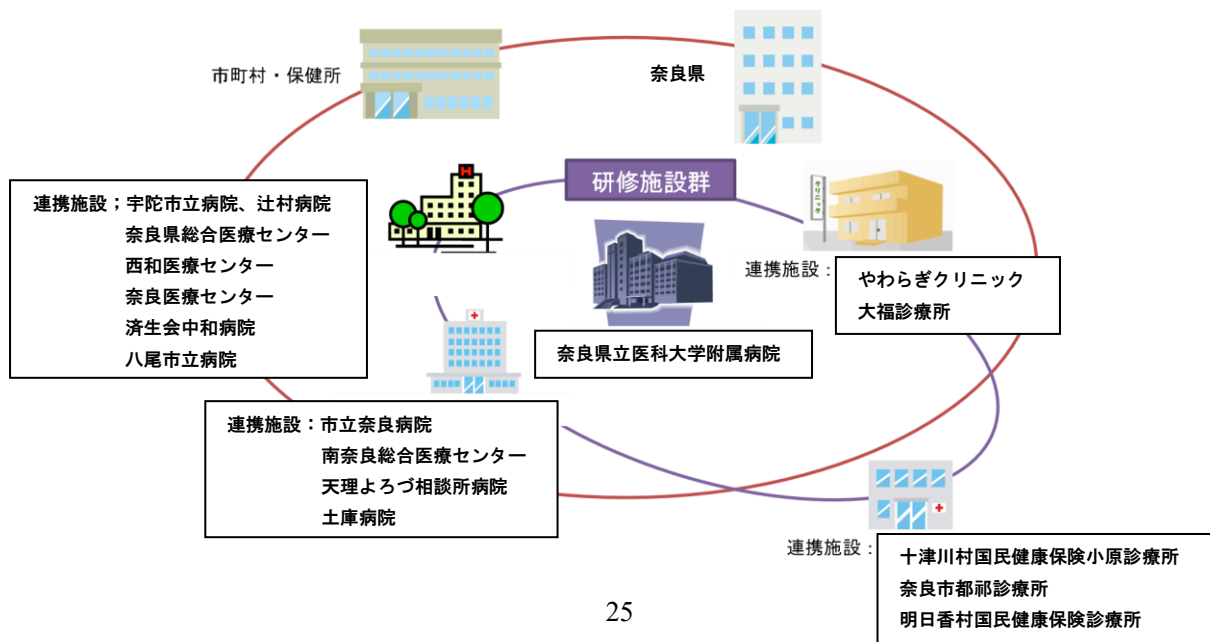 市町村・保健所
奈良県
研修施設群
クリニック
連携施設；宇陀市立病院、辻村病院
奈良県総合医療センター
西和医療センター
奈良医療センター
済生会中和病院
八尾市立病院
連携施設：
やわらぎクリニック
大福診療所
奈良県立医科大学附属病院
連携施設：市立奈良病院
南奈良総合医療センター
天理よろづ相談所病院
土庫病院
連携施設：
十津川村国民健康保険小原診療所
奈良市都祁診療所
明日香村国民健康保険診療所
H
25